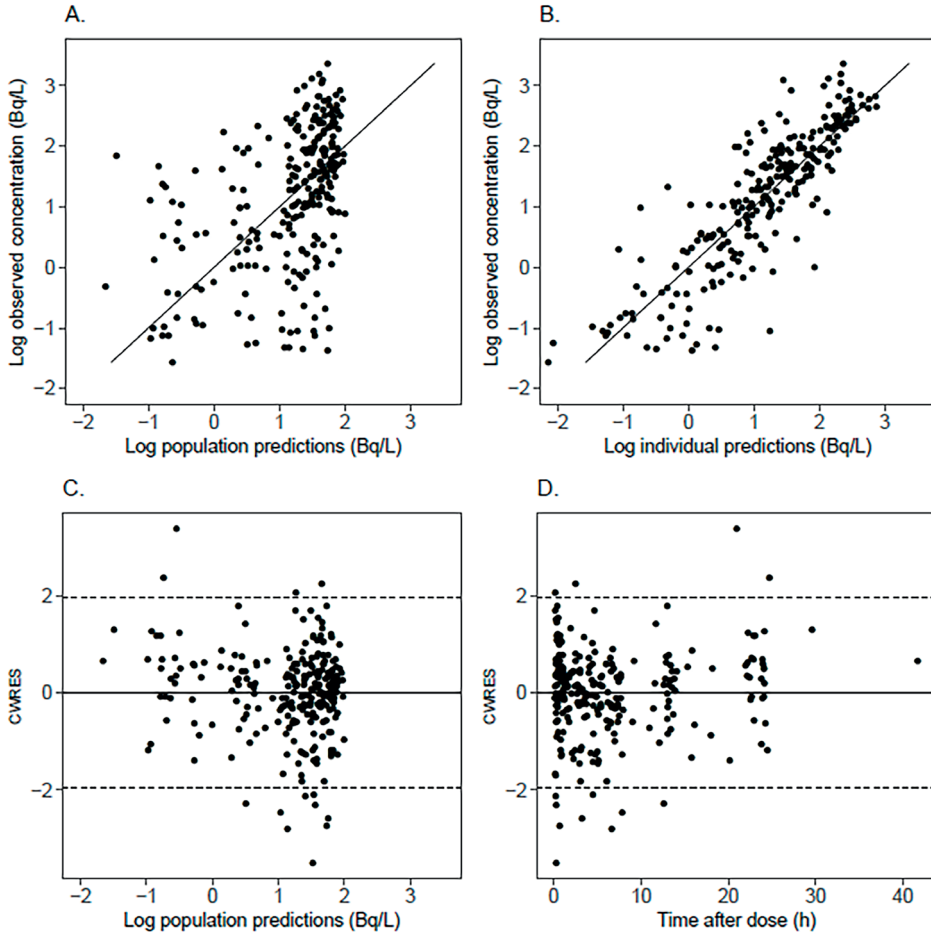 A.
Log observed concentration (Bq/L)
3
2
1
0
−1
−2
−2 −1 0 1 2 3
Log population predictions (Bq/L)
B.
Log observed concentration (Bq/L)
3
2
1
0
−1
−2
−2 −1 0 1 2 3
Log individual predictions (Bq/L)
C.
CWRES
2
0
−2
−2 −1 0 1 2 3
Log population predictions (Bq/L)
D.
CWRES
2
0
−2
0 10 20 30 40
Time after dose (h)